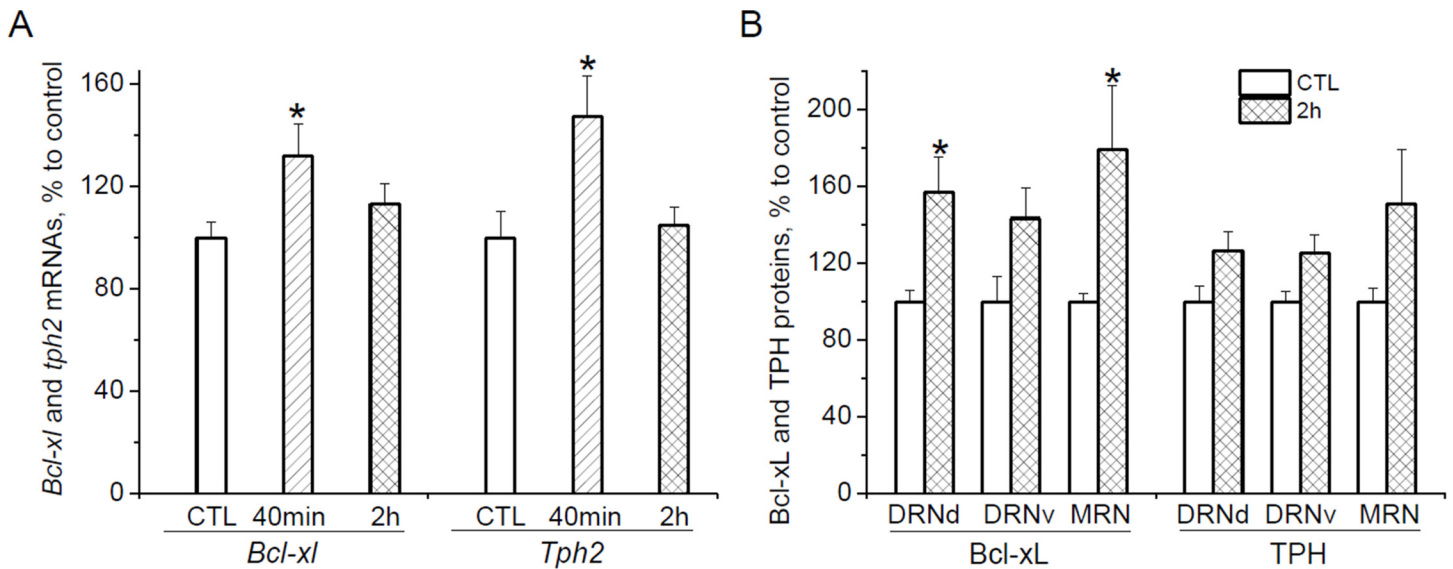 A
Bcl-xl and tph2 mRNAs, % to control
160
120
80
40
0
*
*
CTL 40min 2h CTL 40min 2h
Bcl-xl Tph2
B
Bcl-xL and TPH proteins, % to control
200
160
120
80
40
0
*
*
CTL
2h
DRNd DRNv MRN DRNd DRNv MRN
Bcl-xL TPH